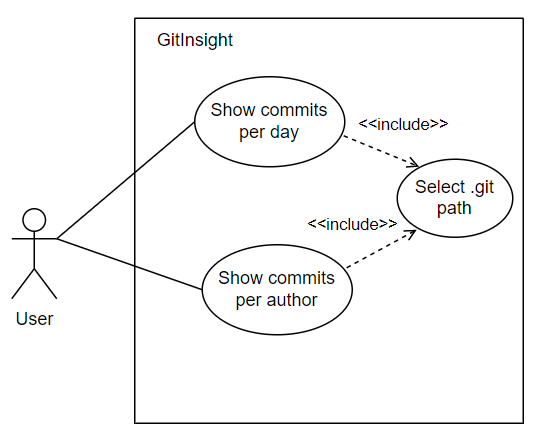 GitInsight
Show commits
per day
<<include>>
Select .git
path
<<include>>
Show commits
per author
User